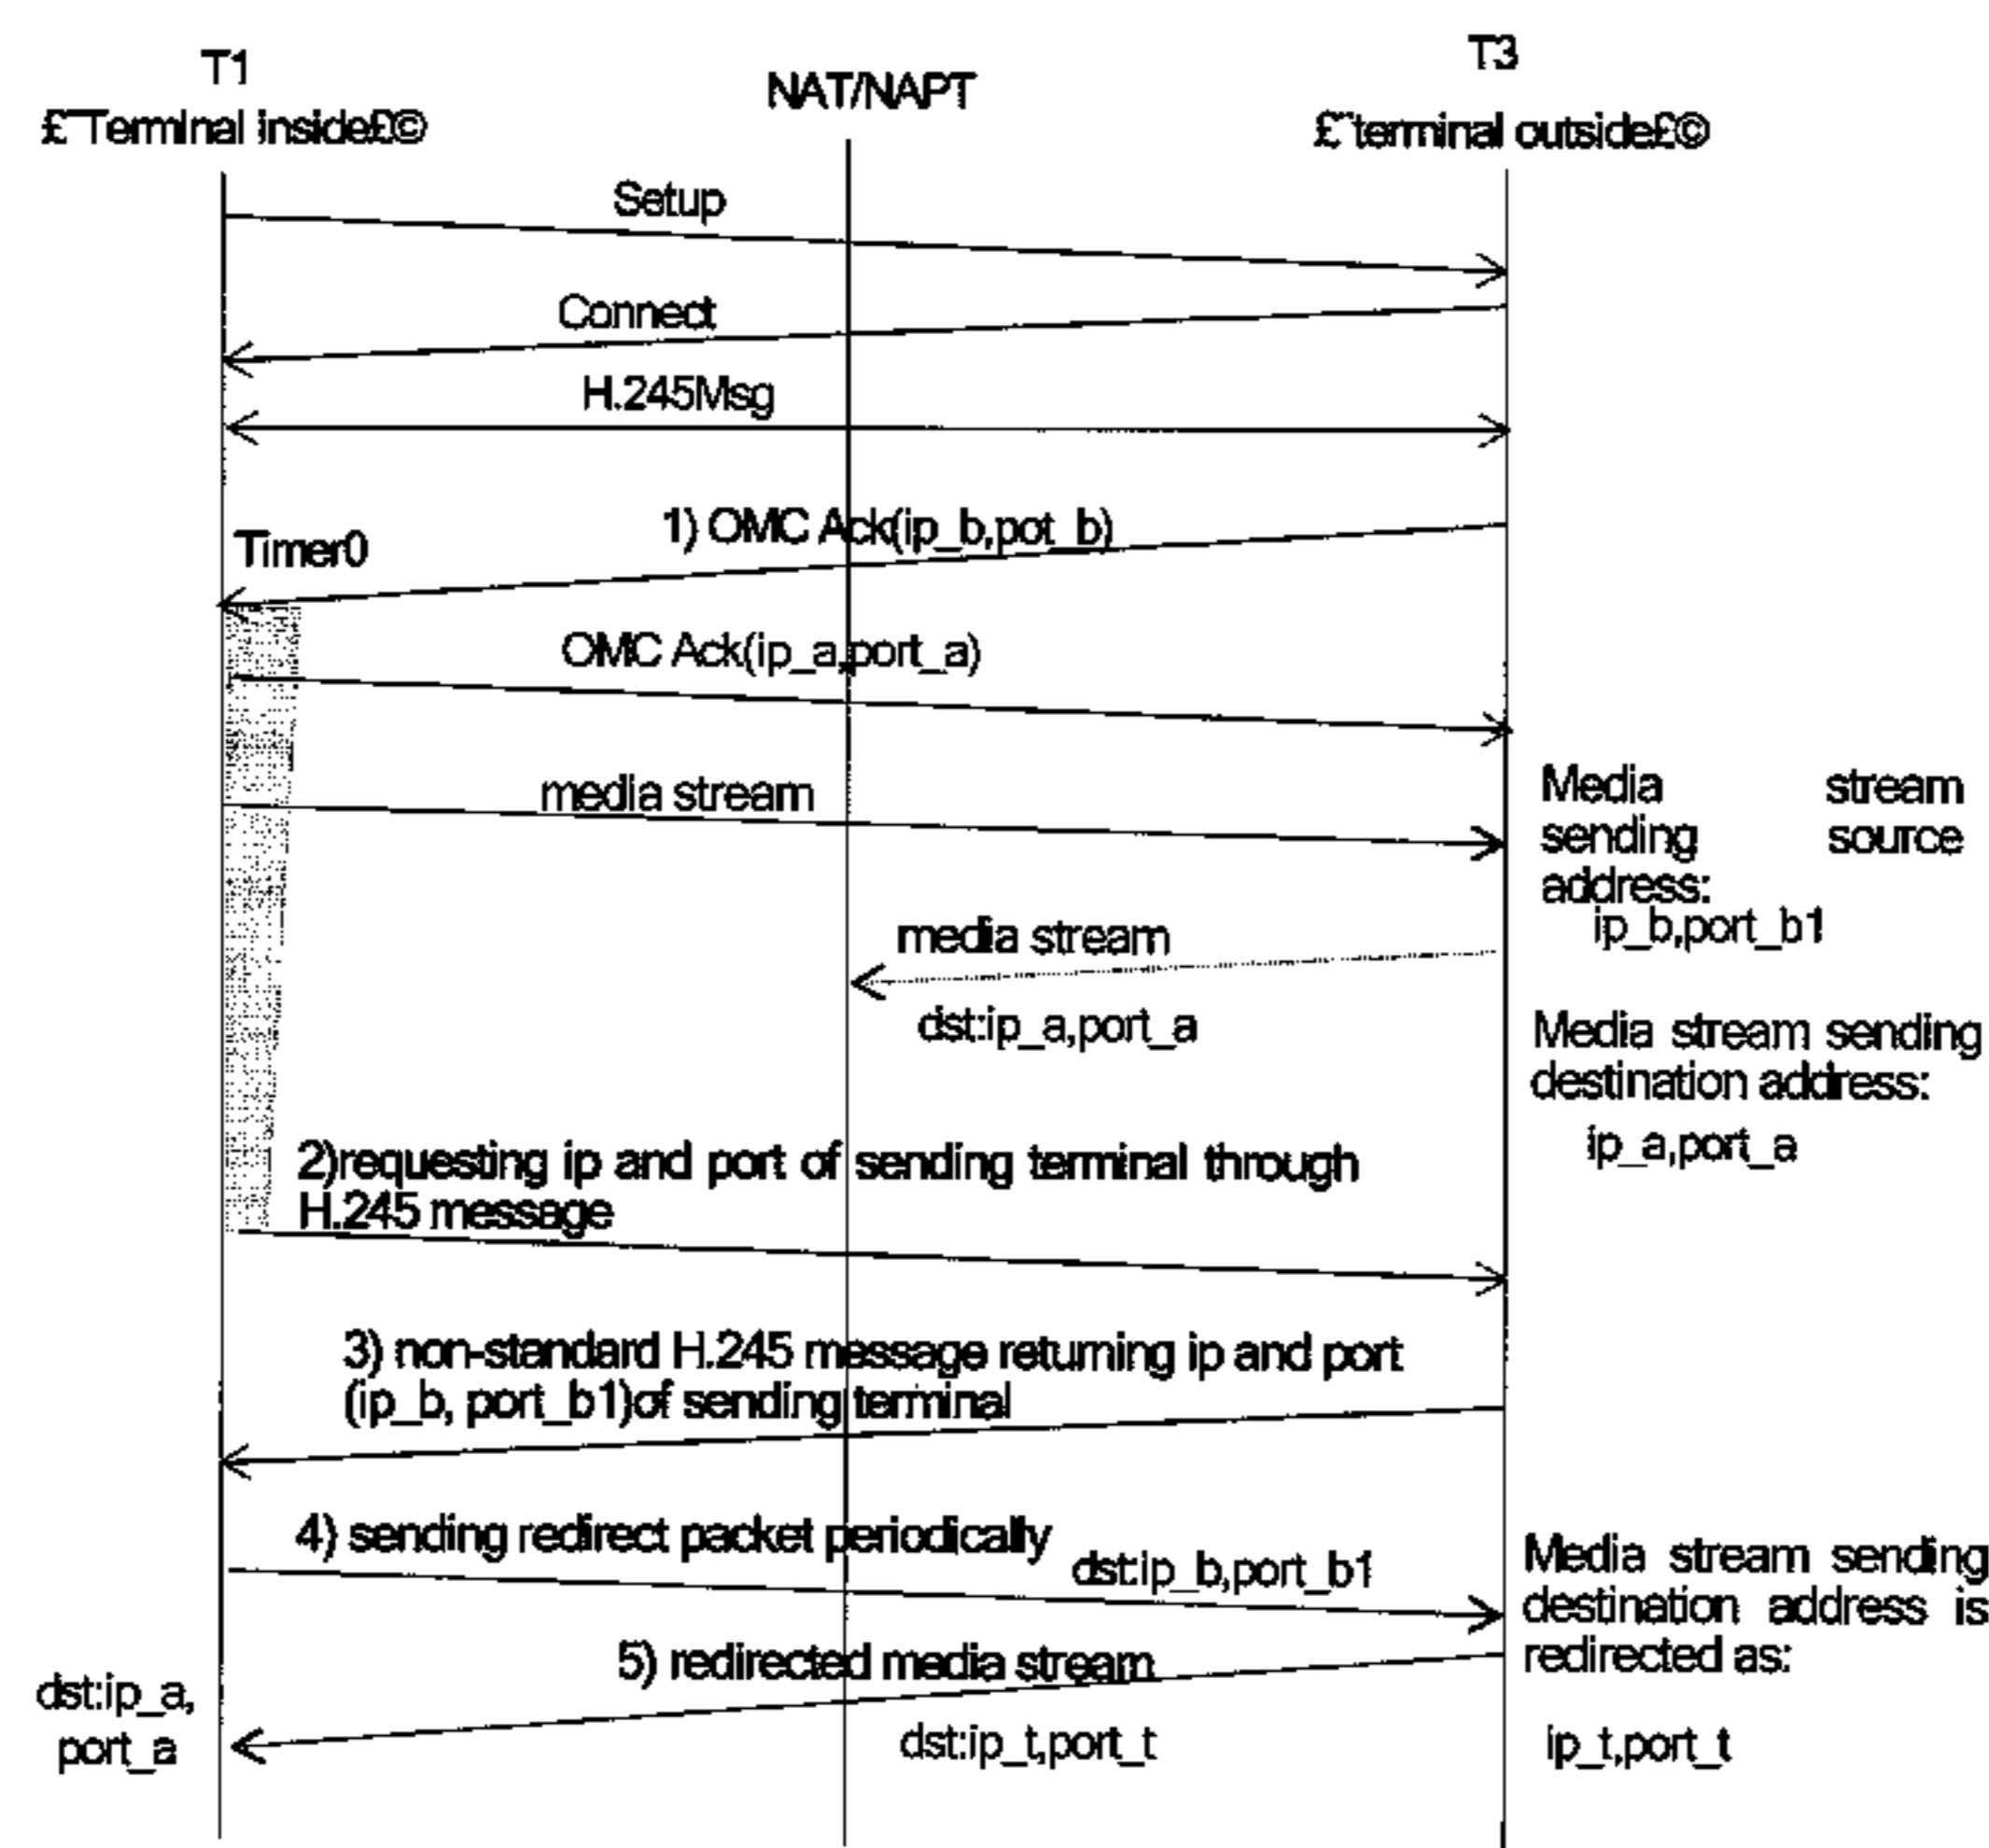 T1
£¨Terminal inside£©
NAT/NAPT
T3
£¨terminal outside£©
Setup
Connect
H.245Msg
1) OMC Ack(ip_b,pot_b)
Timer0
OMC Ack(ip_a,port_a)
media stream
Media stream
sending source
address:
ip_b,port_b1
media stream
dst:ip_a,port_a
Media stream sending
destination address:
ip_a,port_a
2)requesting ip and port of sending terminal through
H.245 message
3) non-standard H.245 message returning ip and port
(ip_b, port_b1)of sending terminal
4) sending redirect packet periodically
dst:ip_b,port_b1
Media stream sending
destination address is
redirected as:
5) redirected media stream
dst:ip_a,
port_a
dst:ip_t,port_t
ip_t,port_t